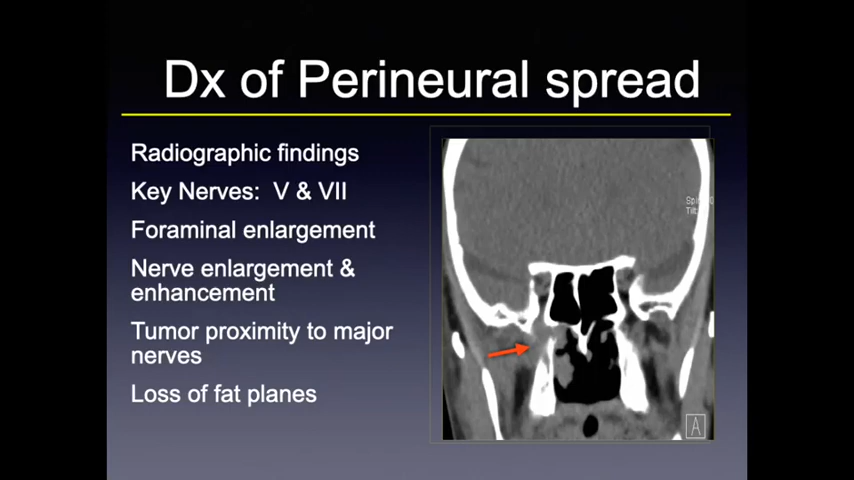 Dx of Perineural spread
Radiographic findings
Key Nerves: V & VII
Foraminal enlargement
Nerve enlargement &
enhancement
Tumor proximity to major
nerves
Loss of fat planes
A